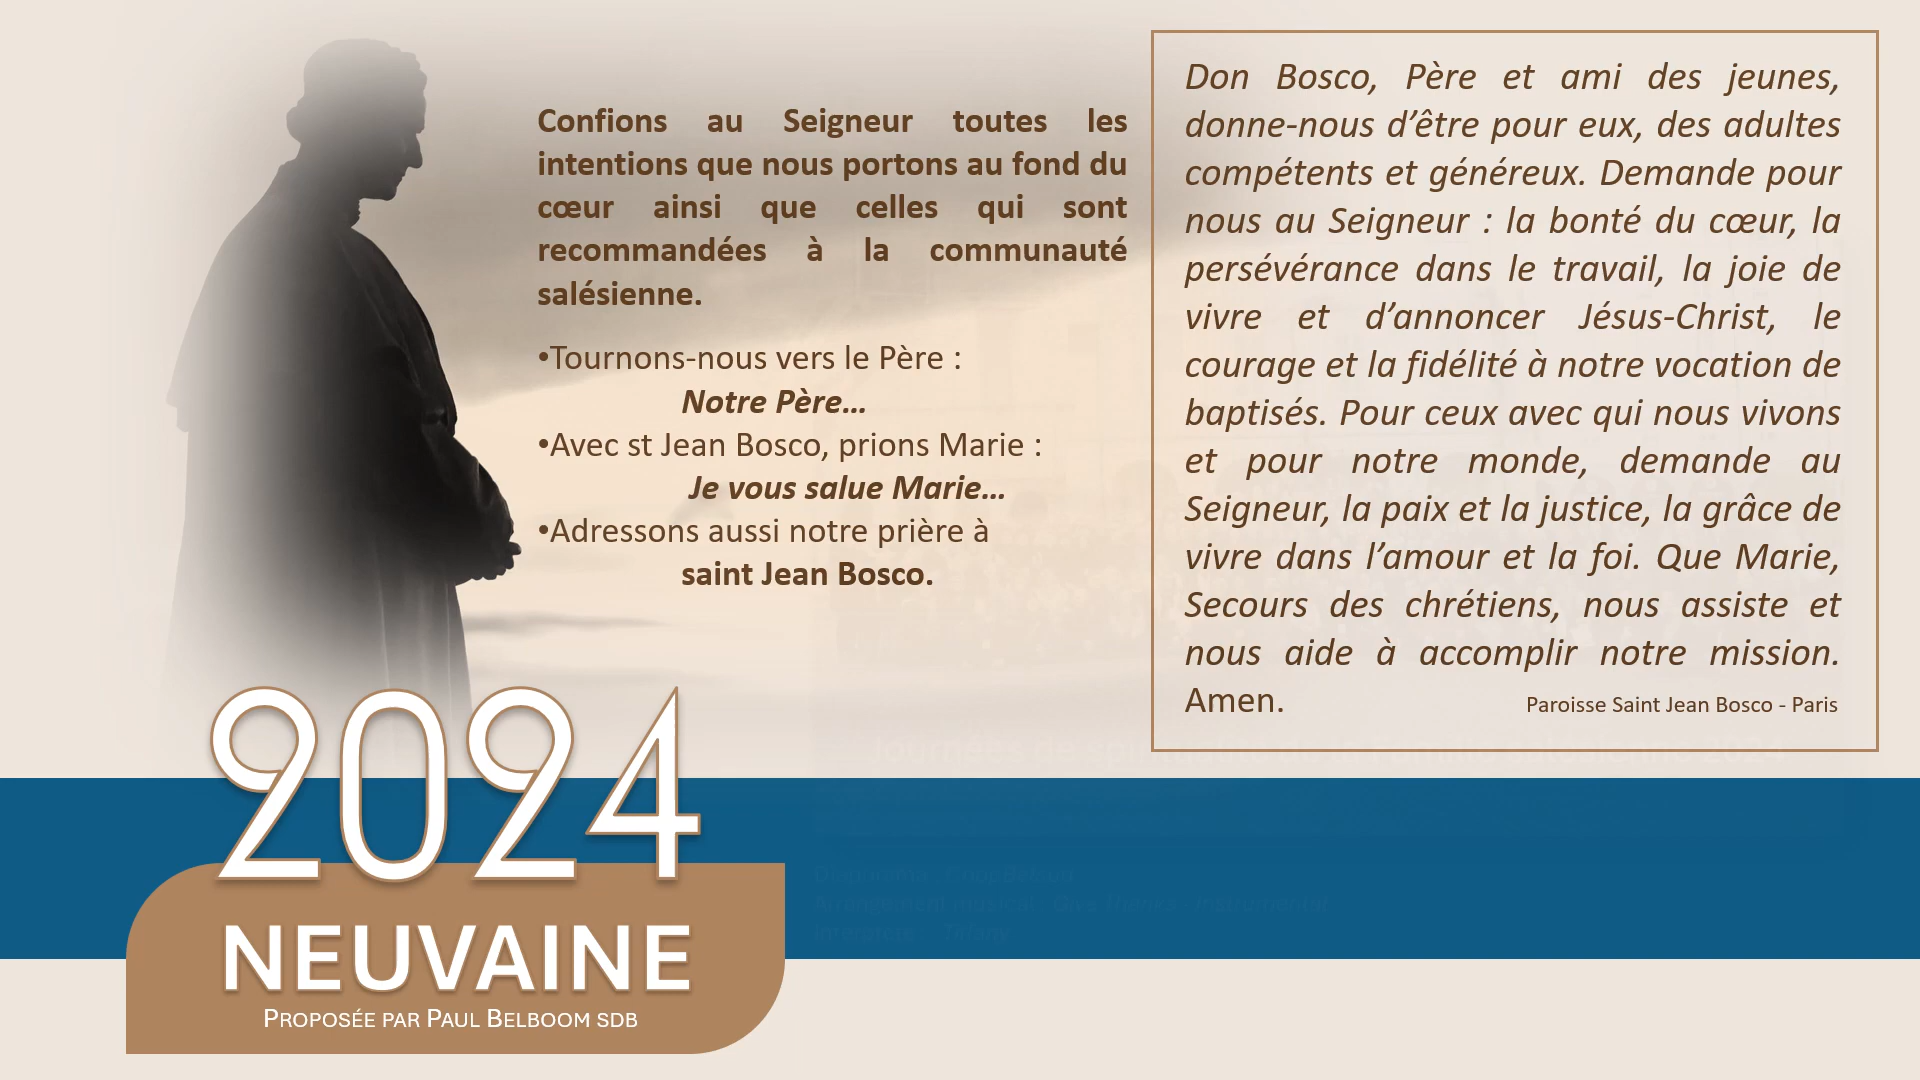 Confions au Seigneur toutes les
intentions que nous portons au fond du
cœur ainsi que celles qui sont
recommandées à la communauté
salésienne.
•Tournons-nous vers le Père :
Notre Père…
•Avec st Jean Bosco, prions Marie :
Je vous salue Marie…
•Adressons aussi notre prière à
saint Jean Bosco.
Don Bosco, Père et ami des jeunes,
donne-nous d’être pour eux, des adultes
compétents et généreux. Demande pour
nous au Seigneur : la bonté du cœur, la
persévérance dans le travail, la joie de
vivre et d’annoncer Jésus-Christ, le
courage et la fidélité à notre vocation de
baptisés. Pour ceux avec qui nous vivons
et pour notre monde, demande au
Seigneur, la paix et la justice, la grâce de
vivre dans l’amour et la foi. Que Marie,
Secours des chrétiens, nous assiste et
nous aide à accomplir notre mission.
Amen. Paroisse Saint Jean Bosco - Paris
2024
NEUVAINE
Proposée par Paul Belboom sdb